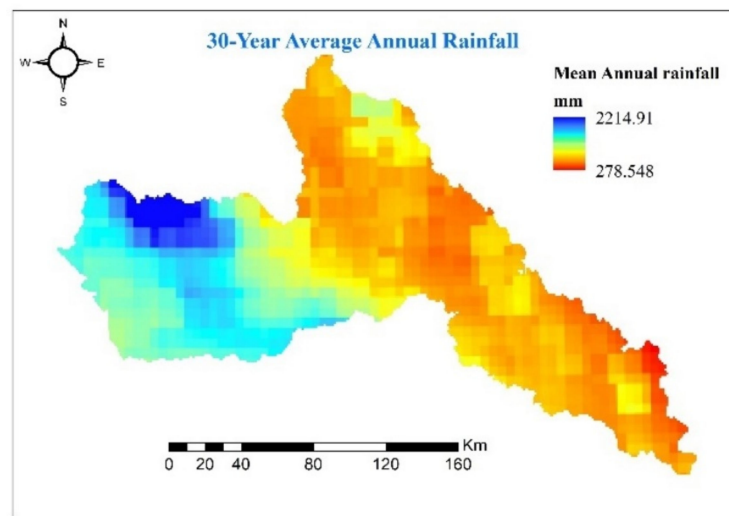 N
30-Year Average Annual Rainfall
W E
S
Mean Annual rainfall
mm
2214.91
278.548
Km
0 20 40 80 120 160